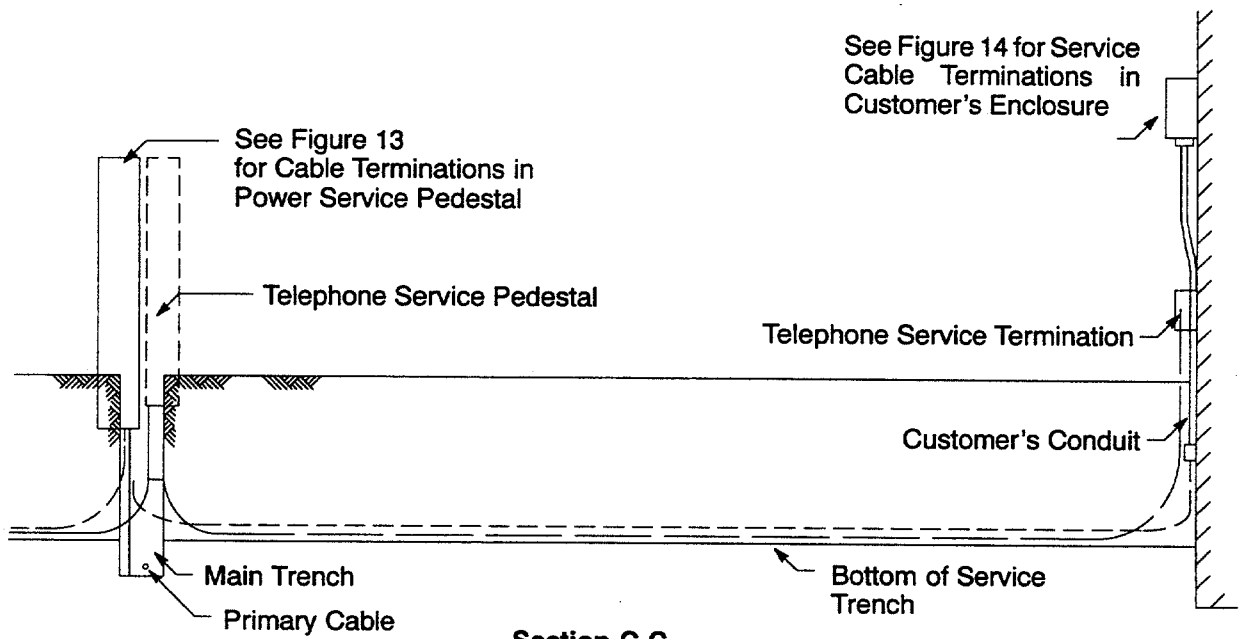 See Figure 14 for Service
Cable Terminations in
Customer's Enclosure
See Figure 13
for Cable Terminations in
Power Service Pedestal
Telephone Service Pedestal
Telephone Service Termination
Customer's Conduit
Main Trench
Primary Cable
Bottom of Service
Trench
Section C-C